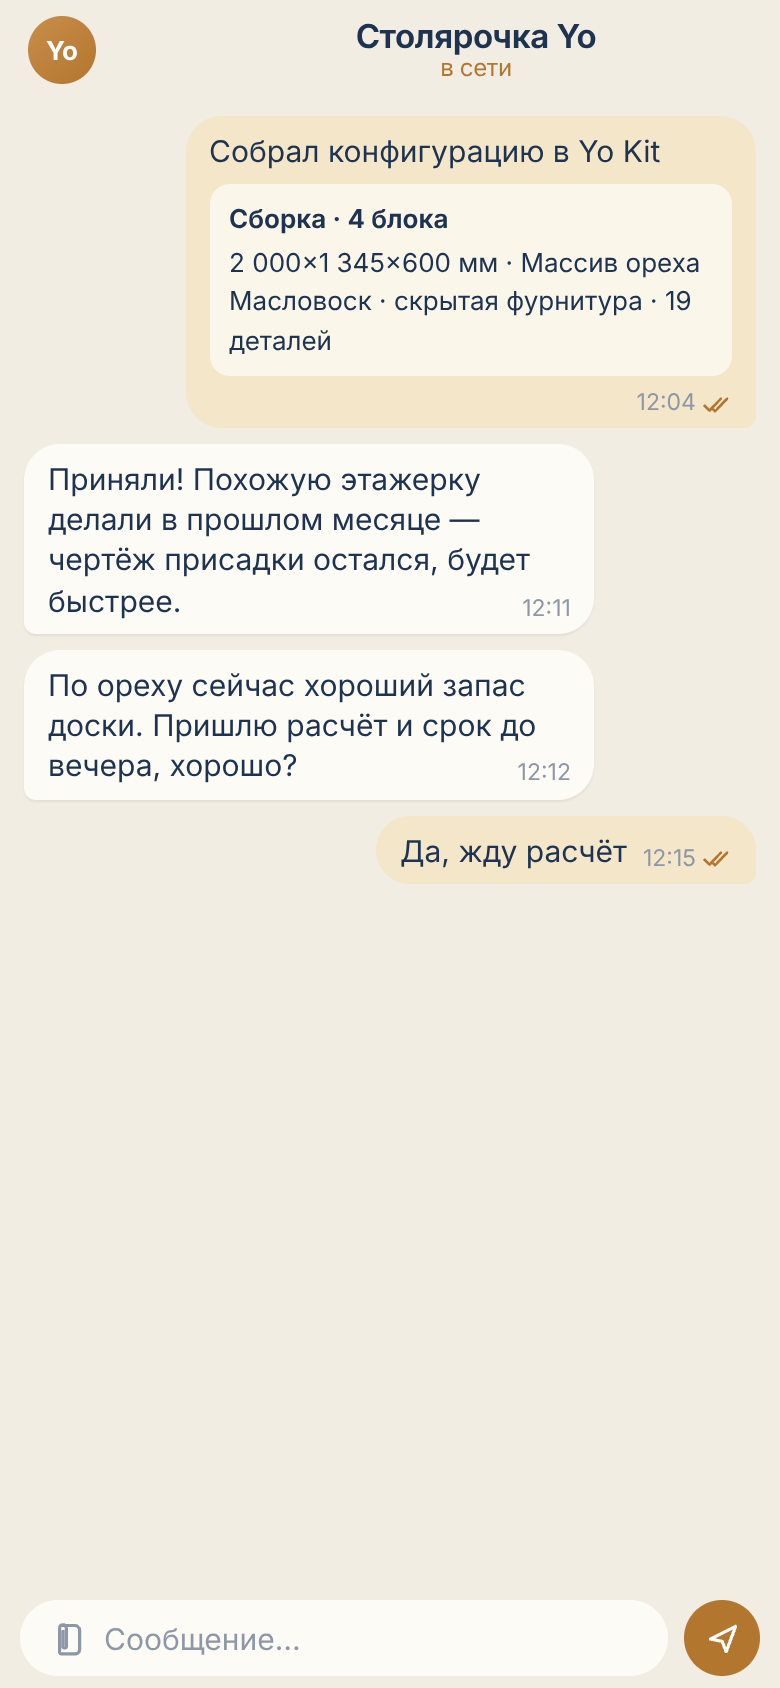 Yo
Столярочка Yo
в сети
Собрал конфигурацию в Yo Kit
Сборка · 4 блока
2 000×1 345×600 мм · Массив ореха
Масловоск · скрытая фурнитура · 19
деталей
12:04
Приняли! Похожую этажерку
делали в прошлом месяце —
чертёж присадки остался, будет
быстрее.
12:11
По ореху сейчас хороший запас
доски. Пришлю расчёт и срок до
вечера, хорошо?
12:12
Да, жду расчёт 12:15
Сообщение...